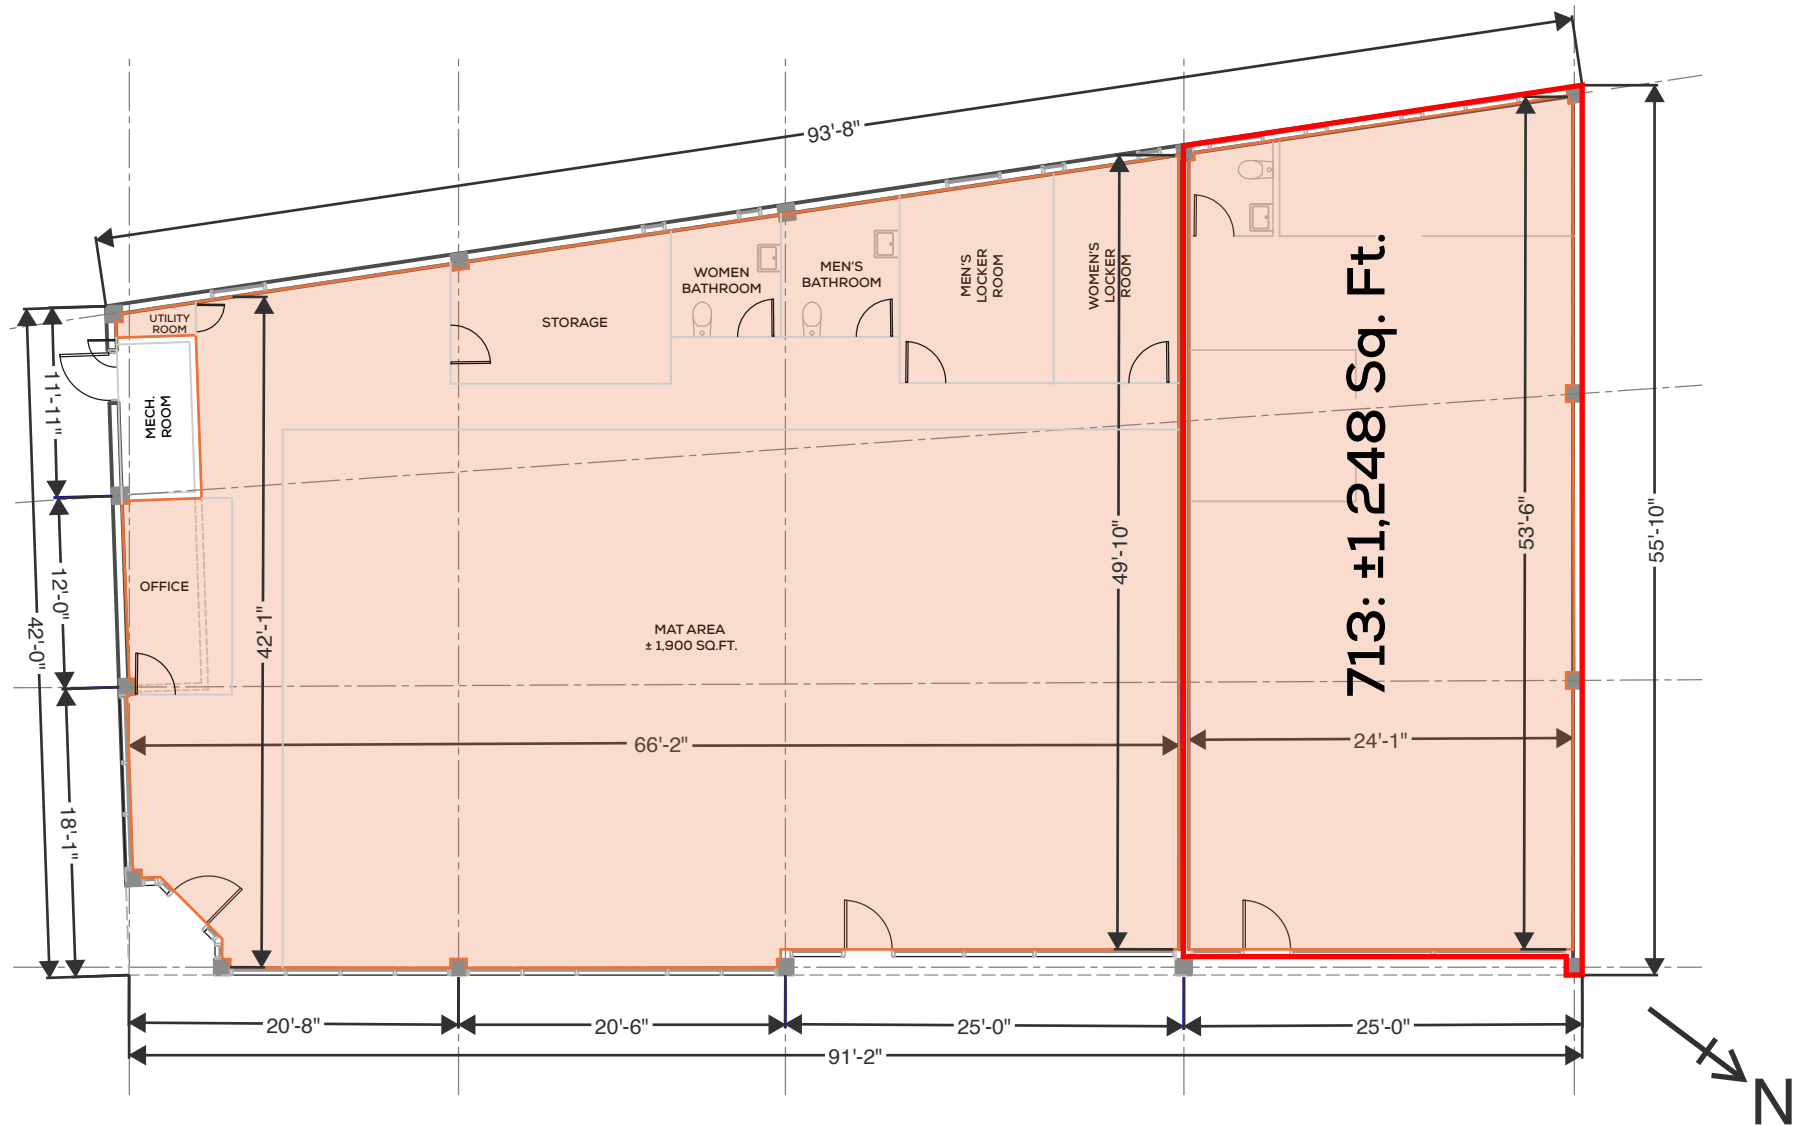 93'-8"
UTILITY
ROOM
STORAGE
WOMEN
BATHROOM
MEN'S
BATHROOM
MEN'S
LOCKER
ROOM
WOMEN'S
LOCKER
ROOM
MECH.
ROOM
OFFICE
MAT AREA
± 1,900 SQ.FT.
713: ±1,248 Sq. Ft.
11'-11"
12'-0"
42'-0"
18'-1"
42'-1"
49'-10"
53'-6"
55'-10"
66'-2"
24'-1"
20'-8"
20'-6"
25'-0"
25'-0"
91'-2"
N